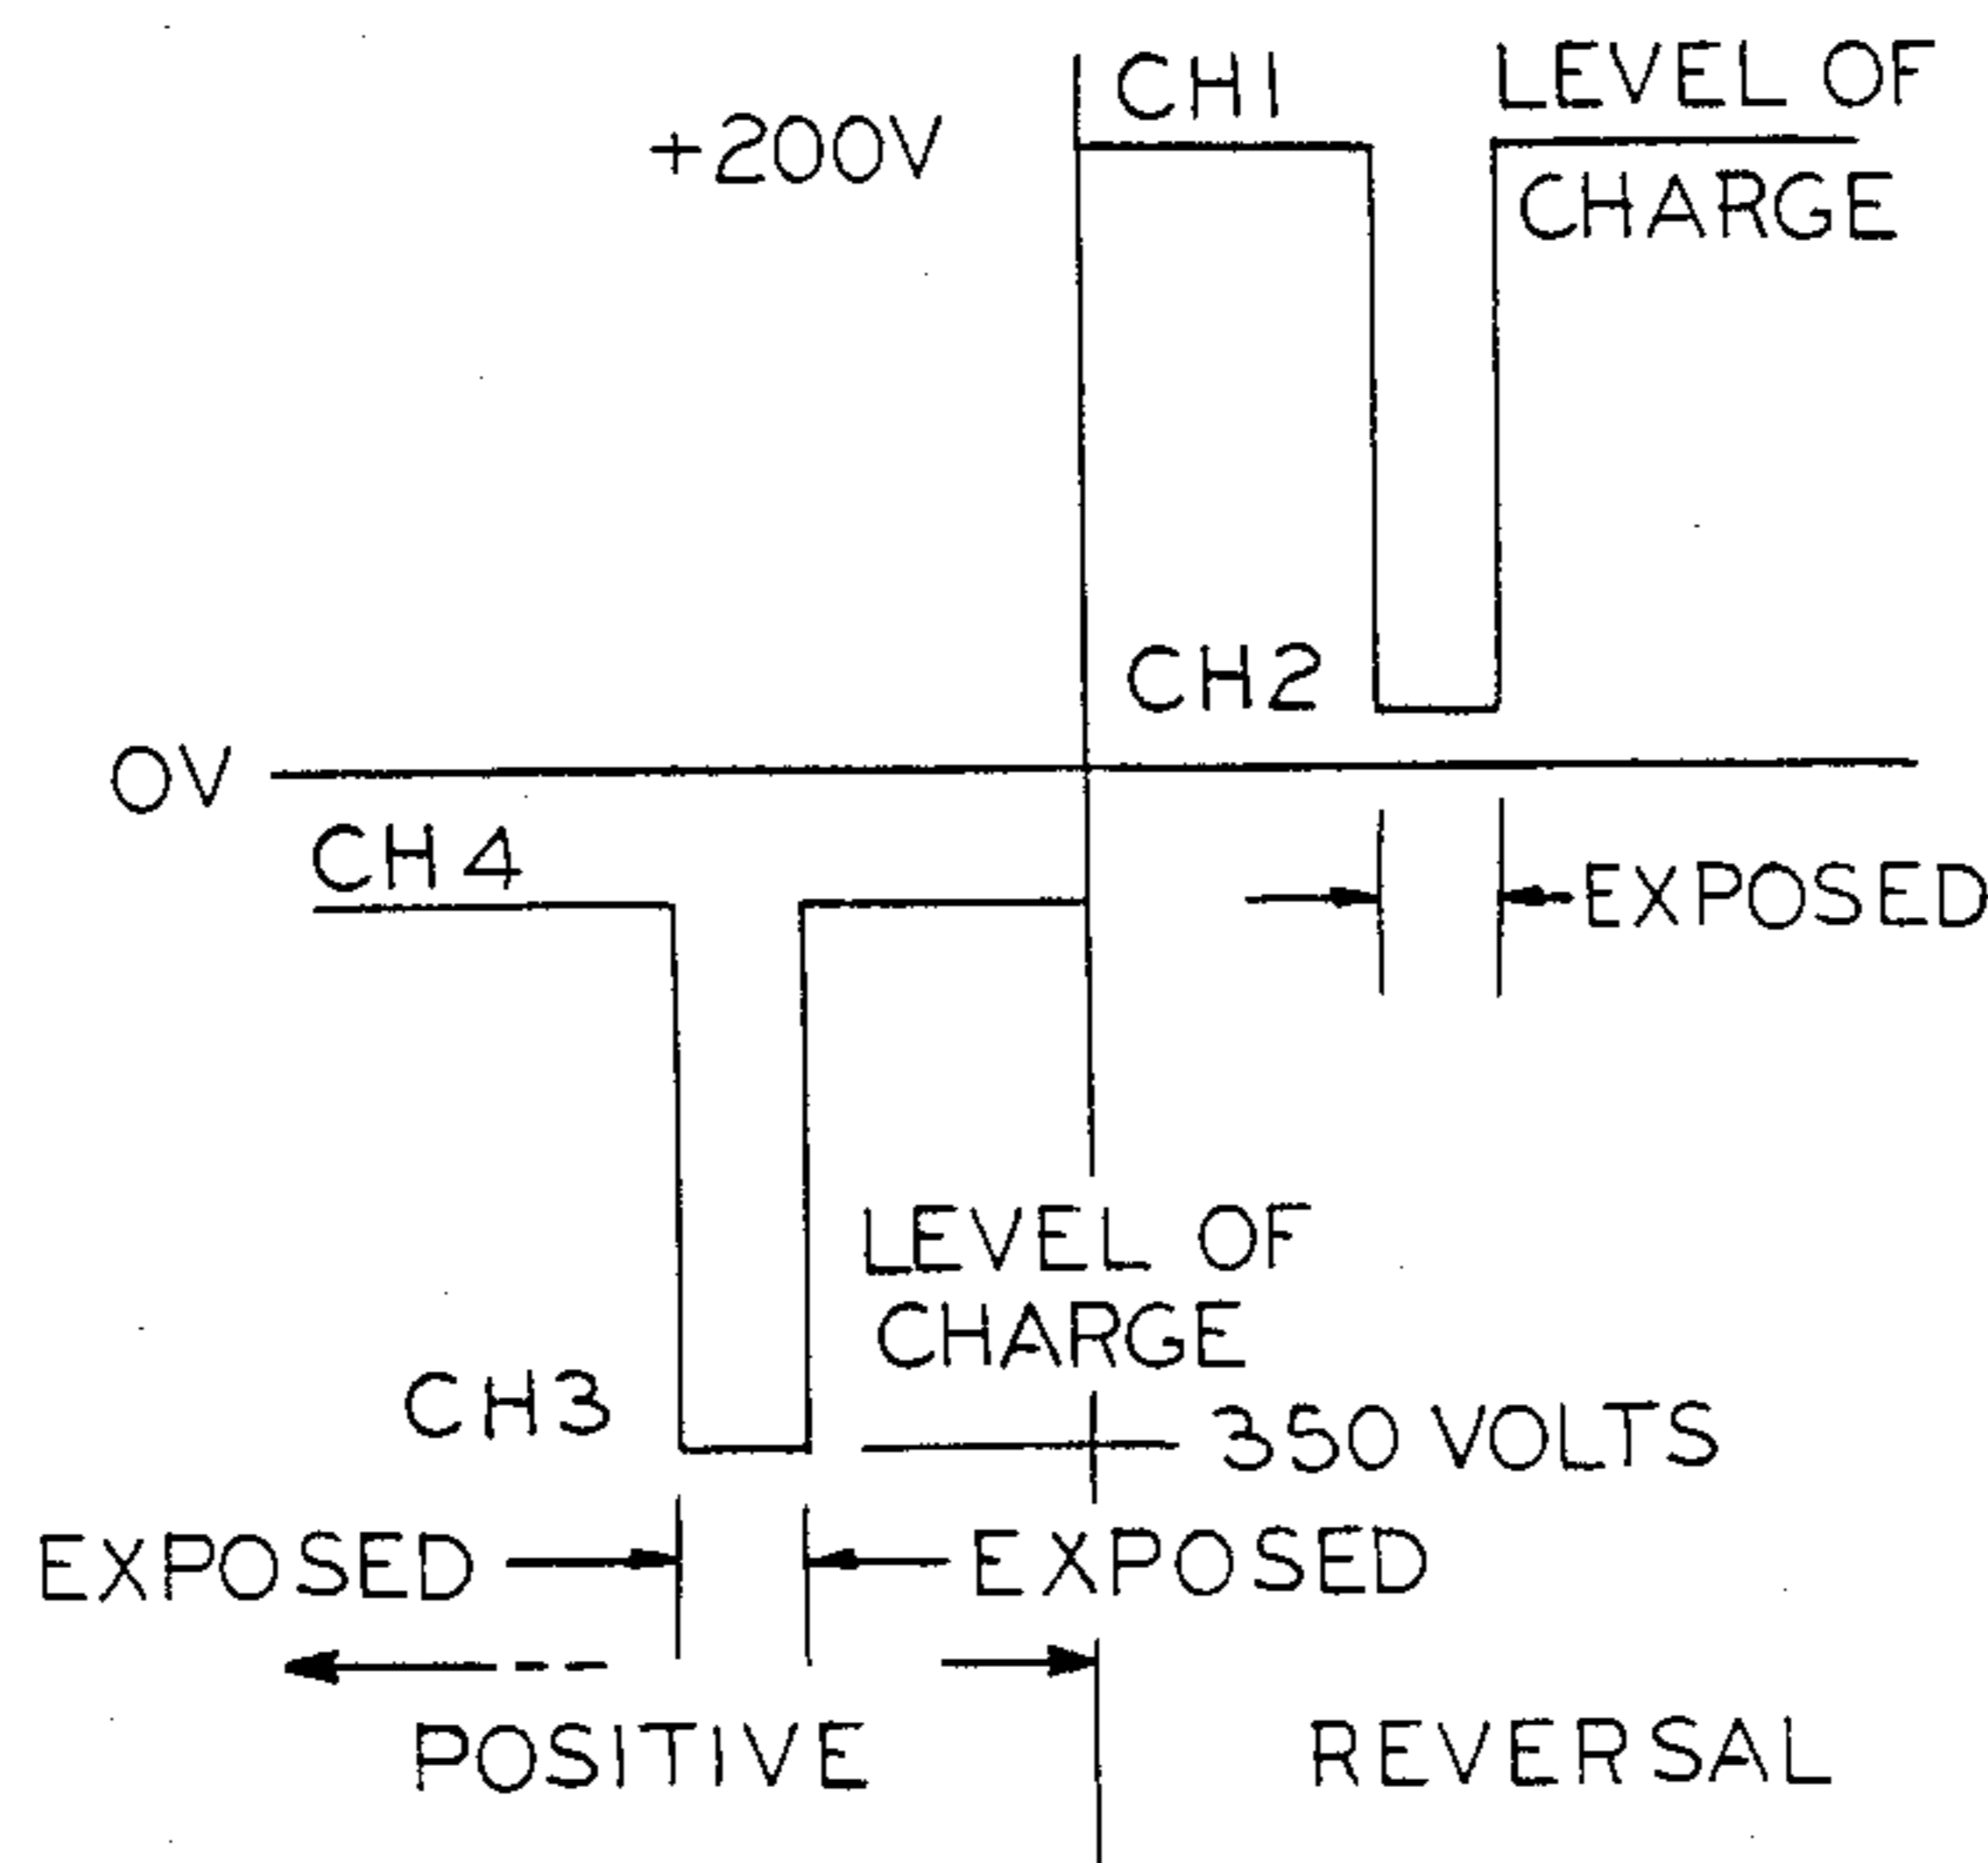 CH1
LEVEL OF
+200V
CHARGE
CH2
0V
CH4
EXPOSED
LEVEL OF
CHARGE
CH3
350 VOLTS
EXPOSED
EXPOSED
POSITIVE
REVERSAL